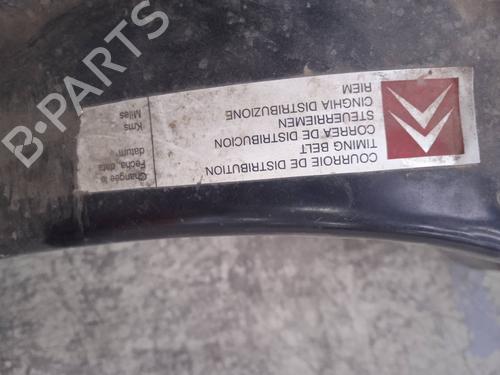 COURROIE DE DISTRIBUTION
TIMING BELT
CORREA DE DISTRIBUCION
STEUERRIEMEN
CINGHIA DISTRIBUZIONE
RIEM
Changée le
Fecha, data
datum
Kms
Miles
B-PARTS